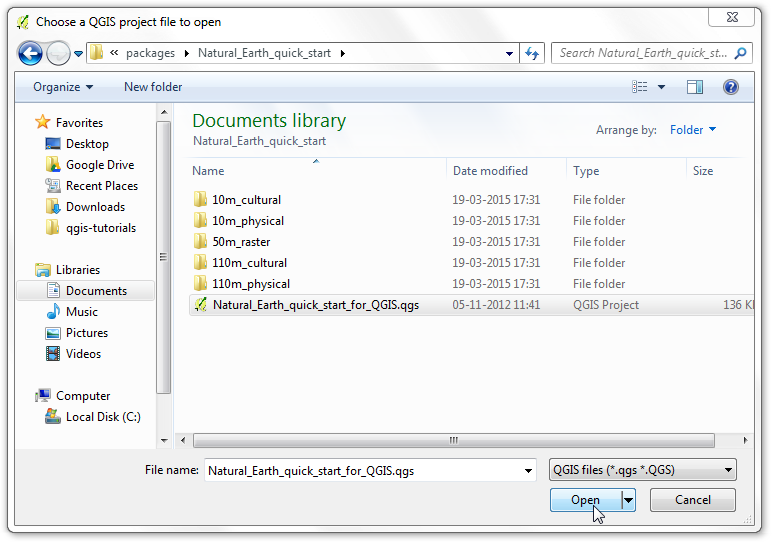 Choose a QGIS project file to open
« packages Natural_Earth_quick_start
Search Natural_Earth_quick_st...
Organize New folder
Favorites
Desktop
Google Drive
Recent Places
Downloads
qgis-tutorials
Libraries
Documents
Music
Pictures
Videos
Computer
Local Disk (C:)
Documents library
Natural_Earth_quick_start
Arrange by: Folder
Name Date modified Type Size
10m_cultural 19-03-2015 17:31 File folder
10m_physical 19-03-2015 17:31 File folder
50m_raster 19-03-2015 17:31 File folder
110m_cultural 19-03-2015 17:31 File folder
110m_physical 19-03-2015 17:31 File folder
Natural_Earth_quick_start_for_QGIS.qgs 05-11-2012 11:41 QGIS Project 136
File name: Natural_Earth_quick_start_for_QGIS.qgs QGIS files (*.qgs *.QGS)
Open Cancel